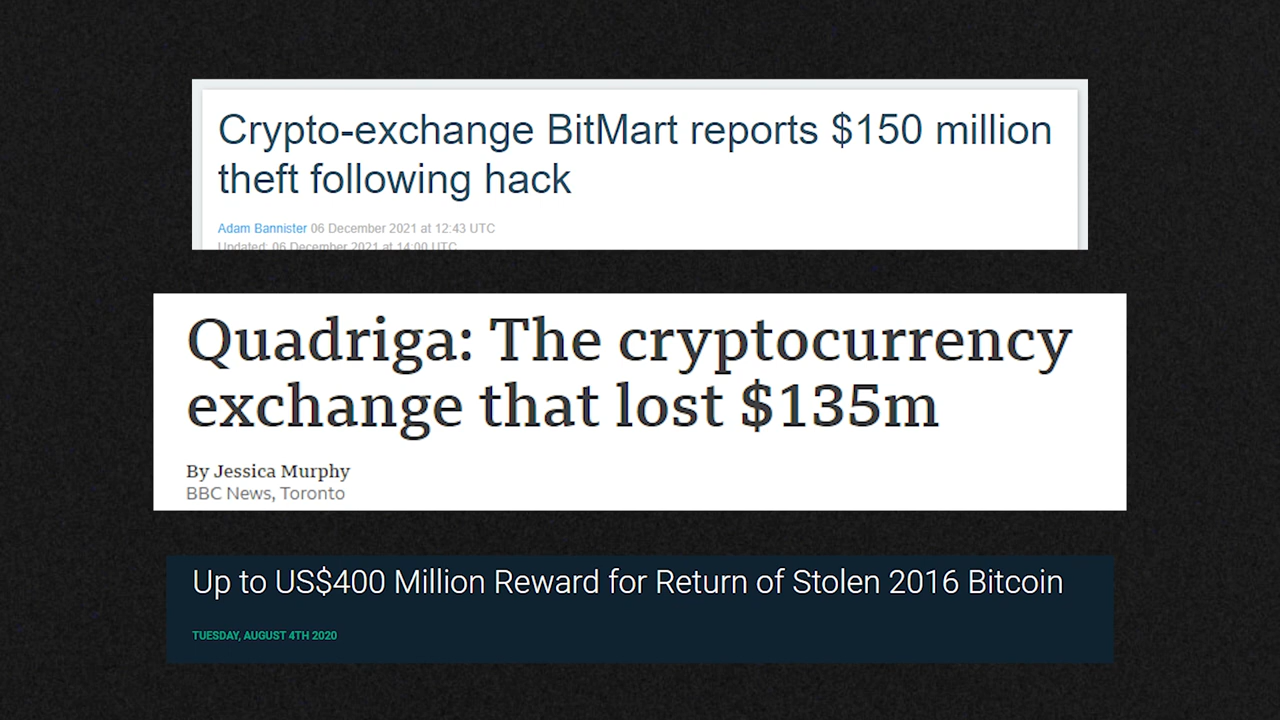 Crypto-exchange BitMart reports $150 million
theft following hack
Adam Bannister 06 December 2021 at 12:43 UTC
Updated: 06 December 2021 at 14:00 UTC
Quadriga: The cryptocurrency
exchange that lost $135m
By Jessica Murphy
BBC News, Toronto
Up to US$400 Million Reward for Return of Stolen 2016 Bitcoin
TUESDAY, AUGUST 4TH 2020